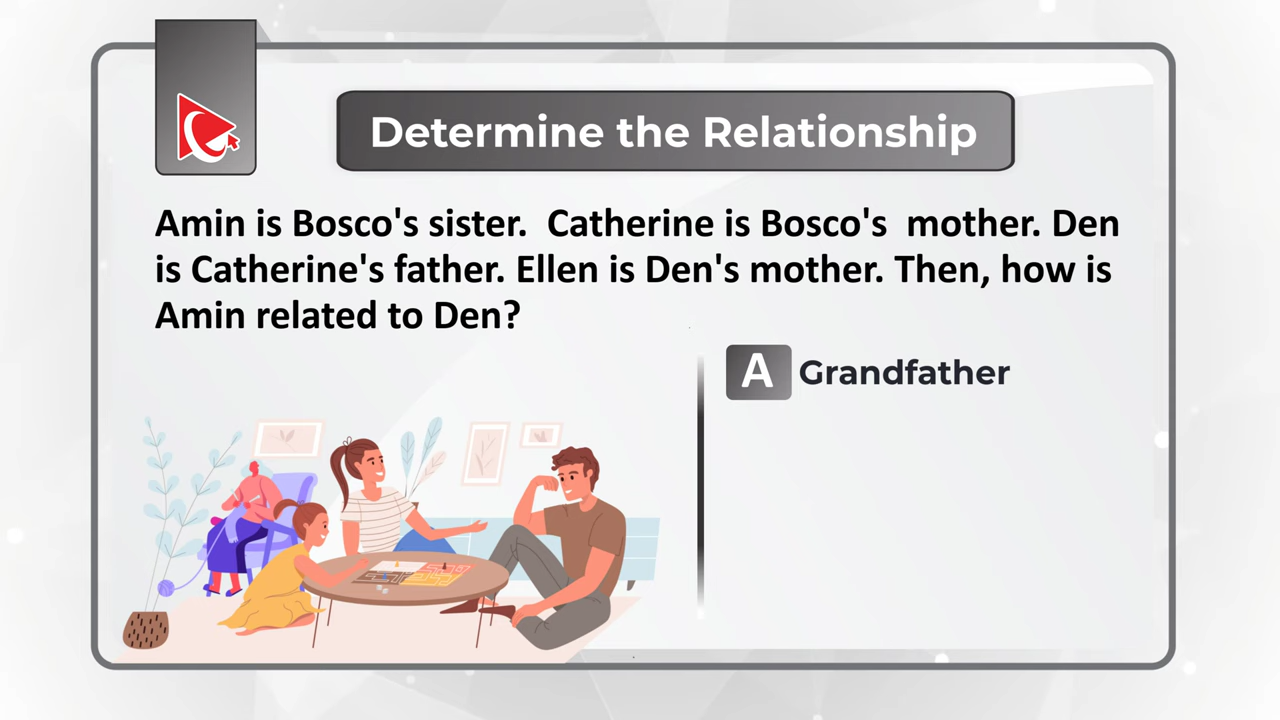 Determine the Relationship
Amin is Bosco's sister.  Catherine is Bosco's  mother. Den
is Catherine's father. Ellen is Den's mother. Then, how is
Amin related to Den?
A Grandfather